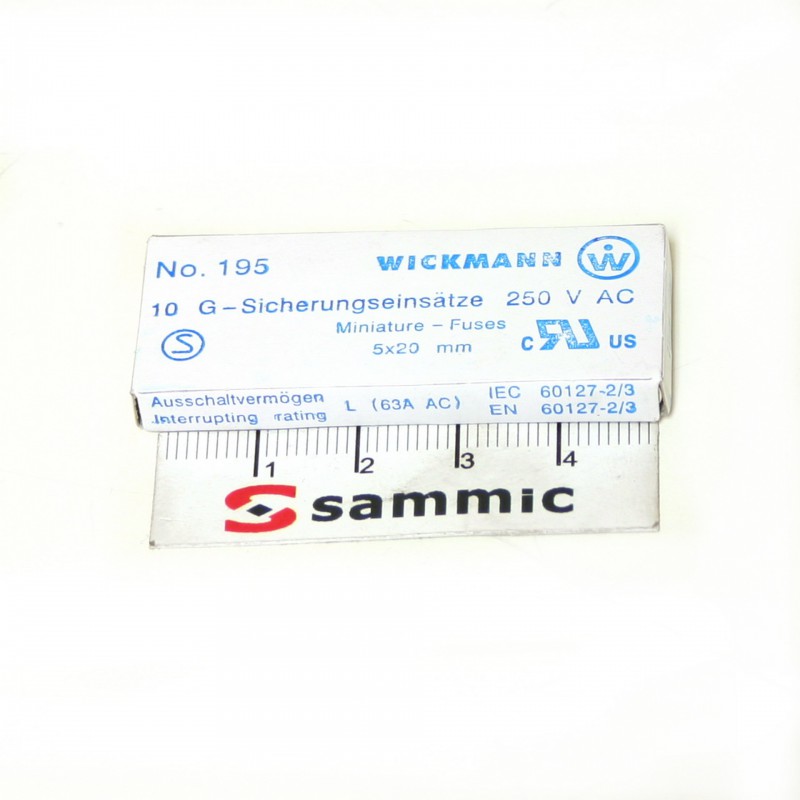 No. 195 WICKMANN W
10 G-Sicherungseinsätze 250 V AC
Miniature - Fuses
S 5x20 mm c RU US
Ausschaltvermögen L (63A AC) IEC 60127-2/3
Interrupting rating EN 60127-2/3
1 2 3 4
sammic